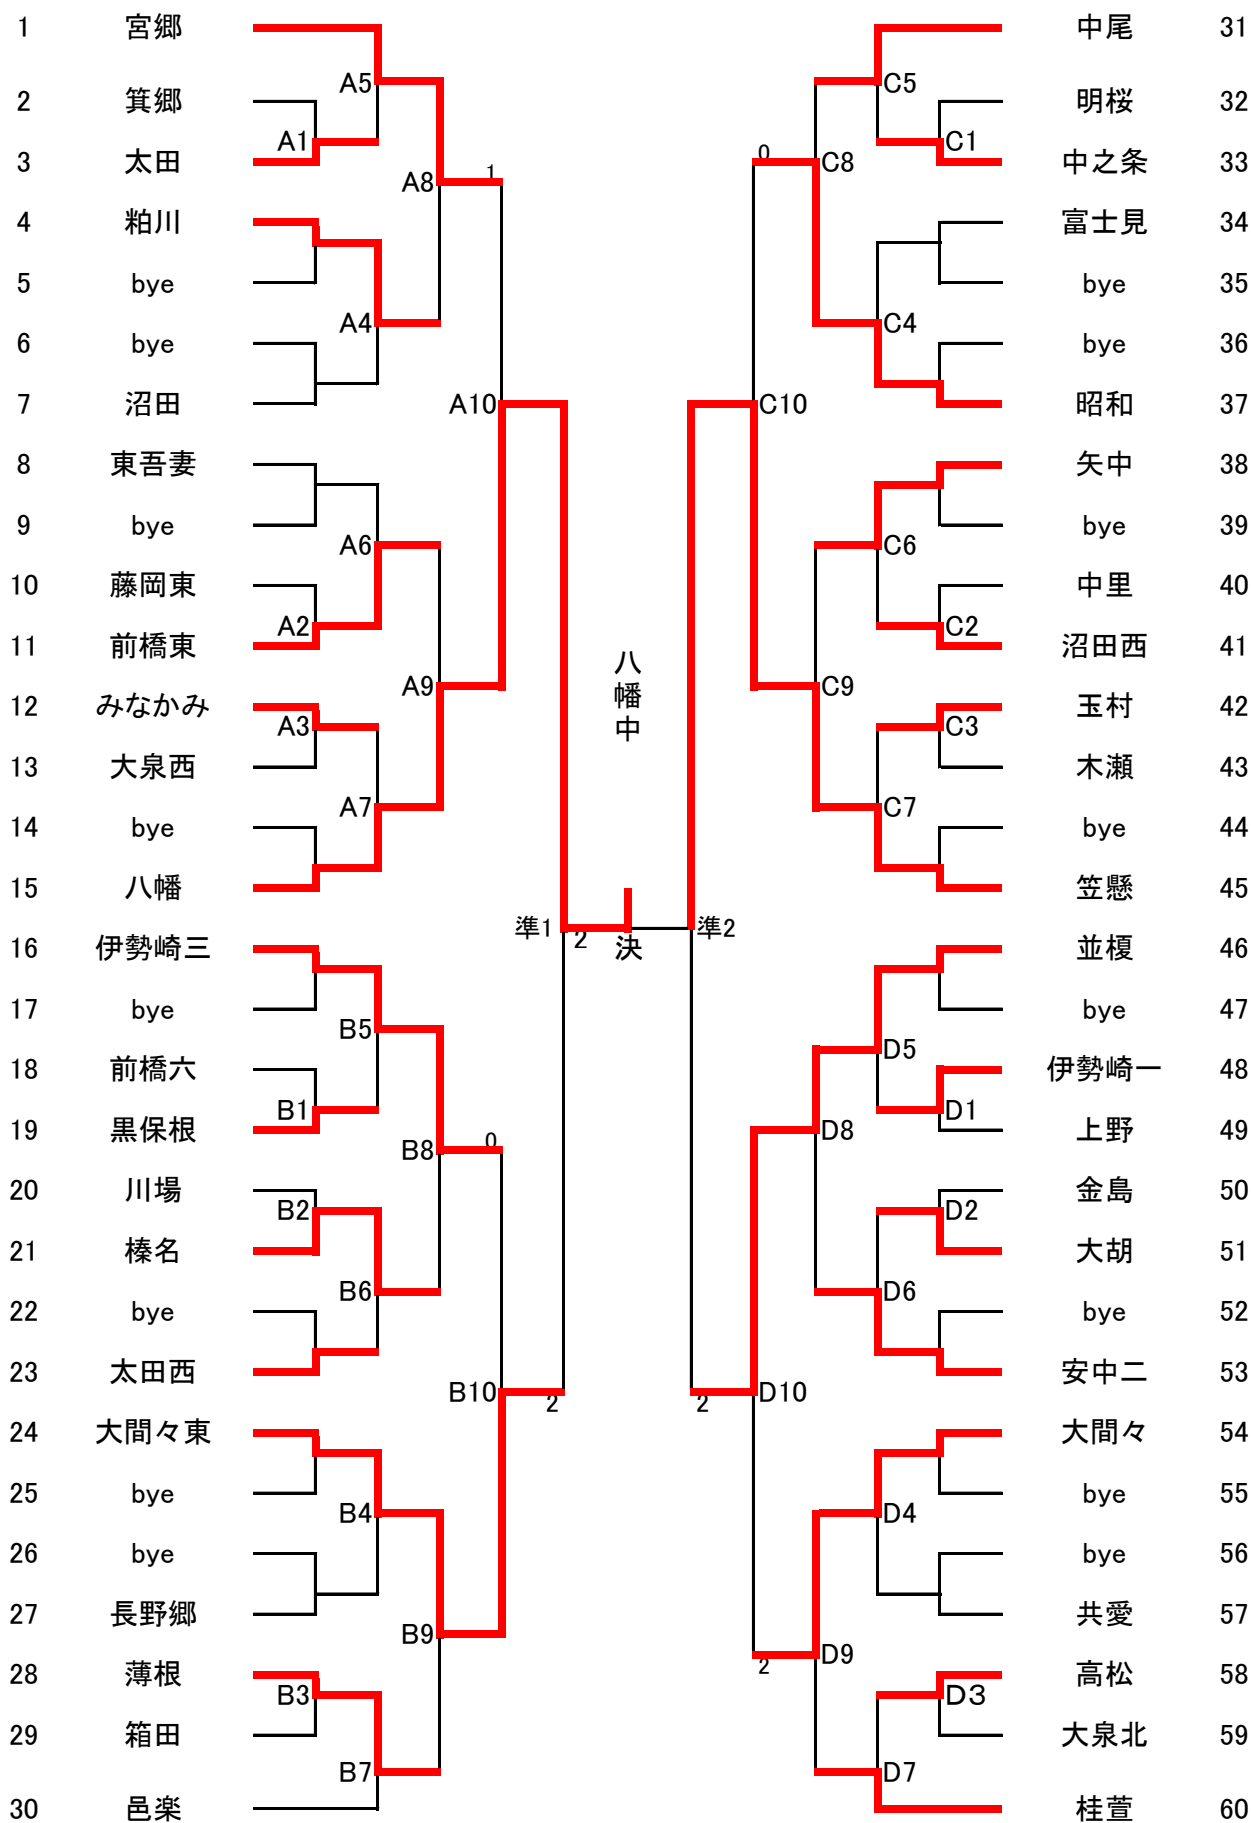 1 宮郷
2 箕郷
3 太田
4 粕川
5 bye
6 bye
7 沼田
8 東吾妻
9 bye
10 藤岡東
11 前橋東
12 みなかみ
13 大泉西
14 bye
15 八幡
16 伊勢崎三
17 bye
18 前橋六
19 黒保根
20 川場
21 榛名
22 bye
23 太田西
24 大間々東
25 bye
26 bye
27 長野郷
28 薄根
29 箱田
30 邑楽
A5
A1
A8
1
A4
A10
A6
A2
A9
A3
A7
準1
2
B5
B1
B8
0
B2
B6
B10
2
B4
B9
B3
B7
八幡中
決
C5
C1
0
C8
C4
C10
C6
C2
C9
C3
C7
準2
D5
D1
D8
D2
D6
2
D10
D4
2
D9
D3
D7
中尾 31
明桜 32
中之条 33
富士見 34
bye 35
bye 36
昭和 37
矢中 38
bye 39
中里 40
沼田西 41
玉村 42
木瀬 43
bye 44
笠懸 45
並榎 46
bye 47
伊勢崎一 48
上野 49
金島 50
大胡 51
bye 52
安中二 53
大間々 54
bye 55
bye 56
共愛 57
高松 58
大泉北 59
桂萱 60